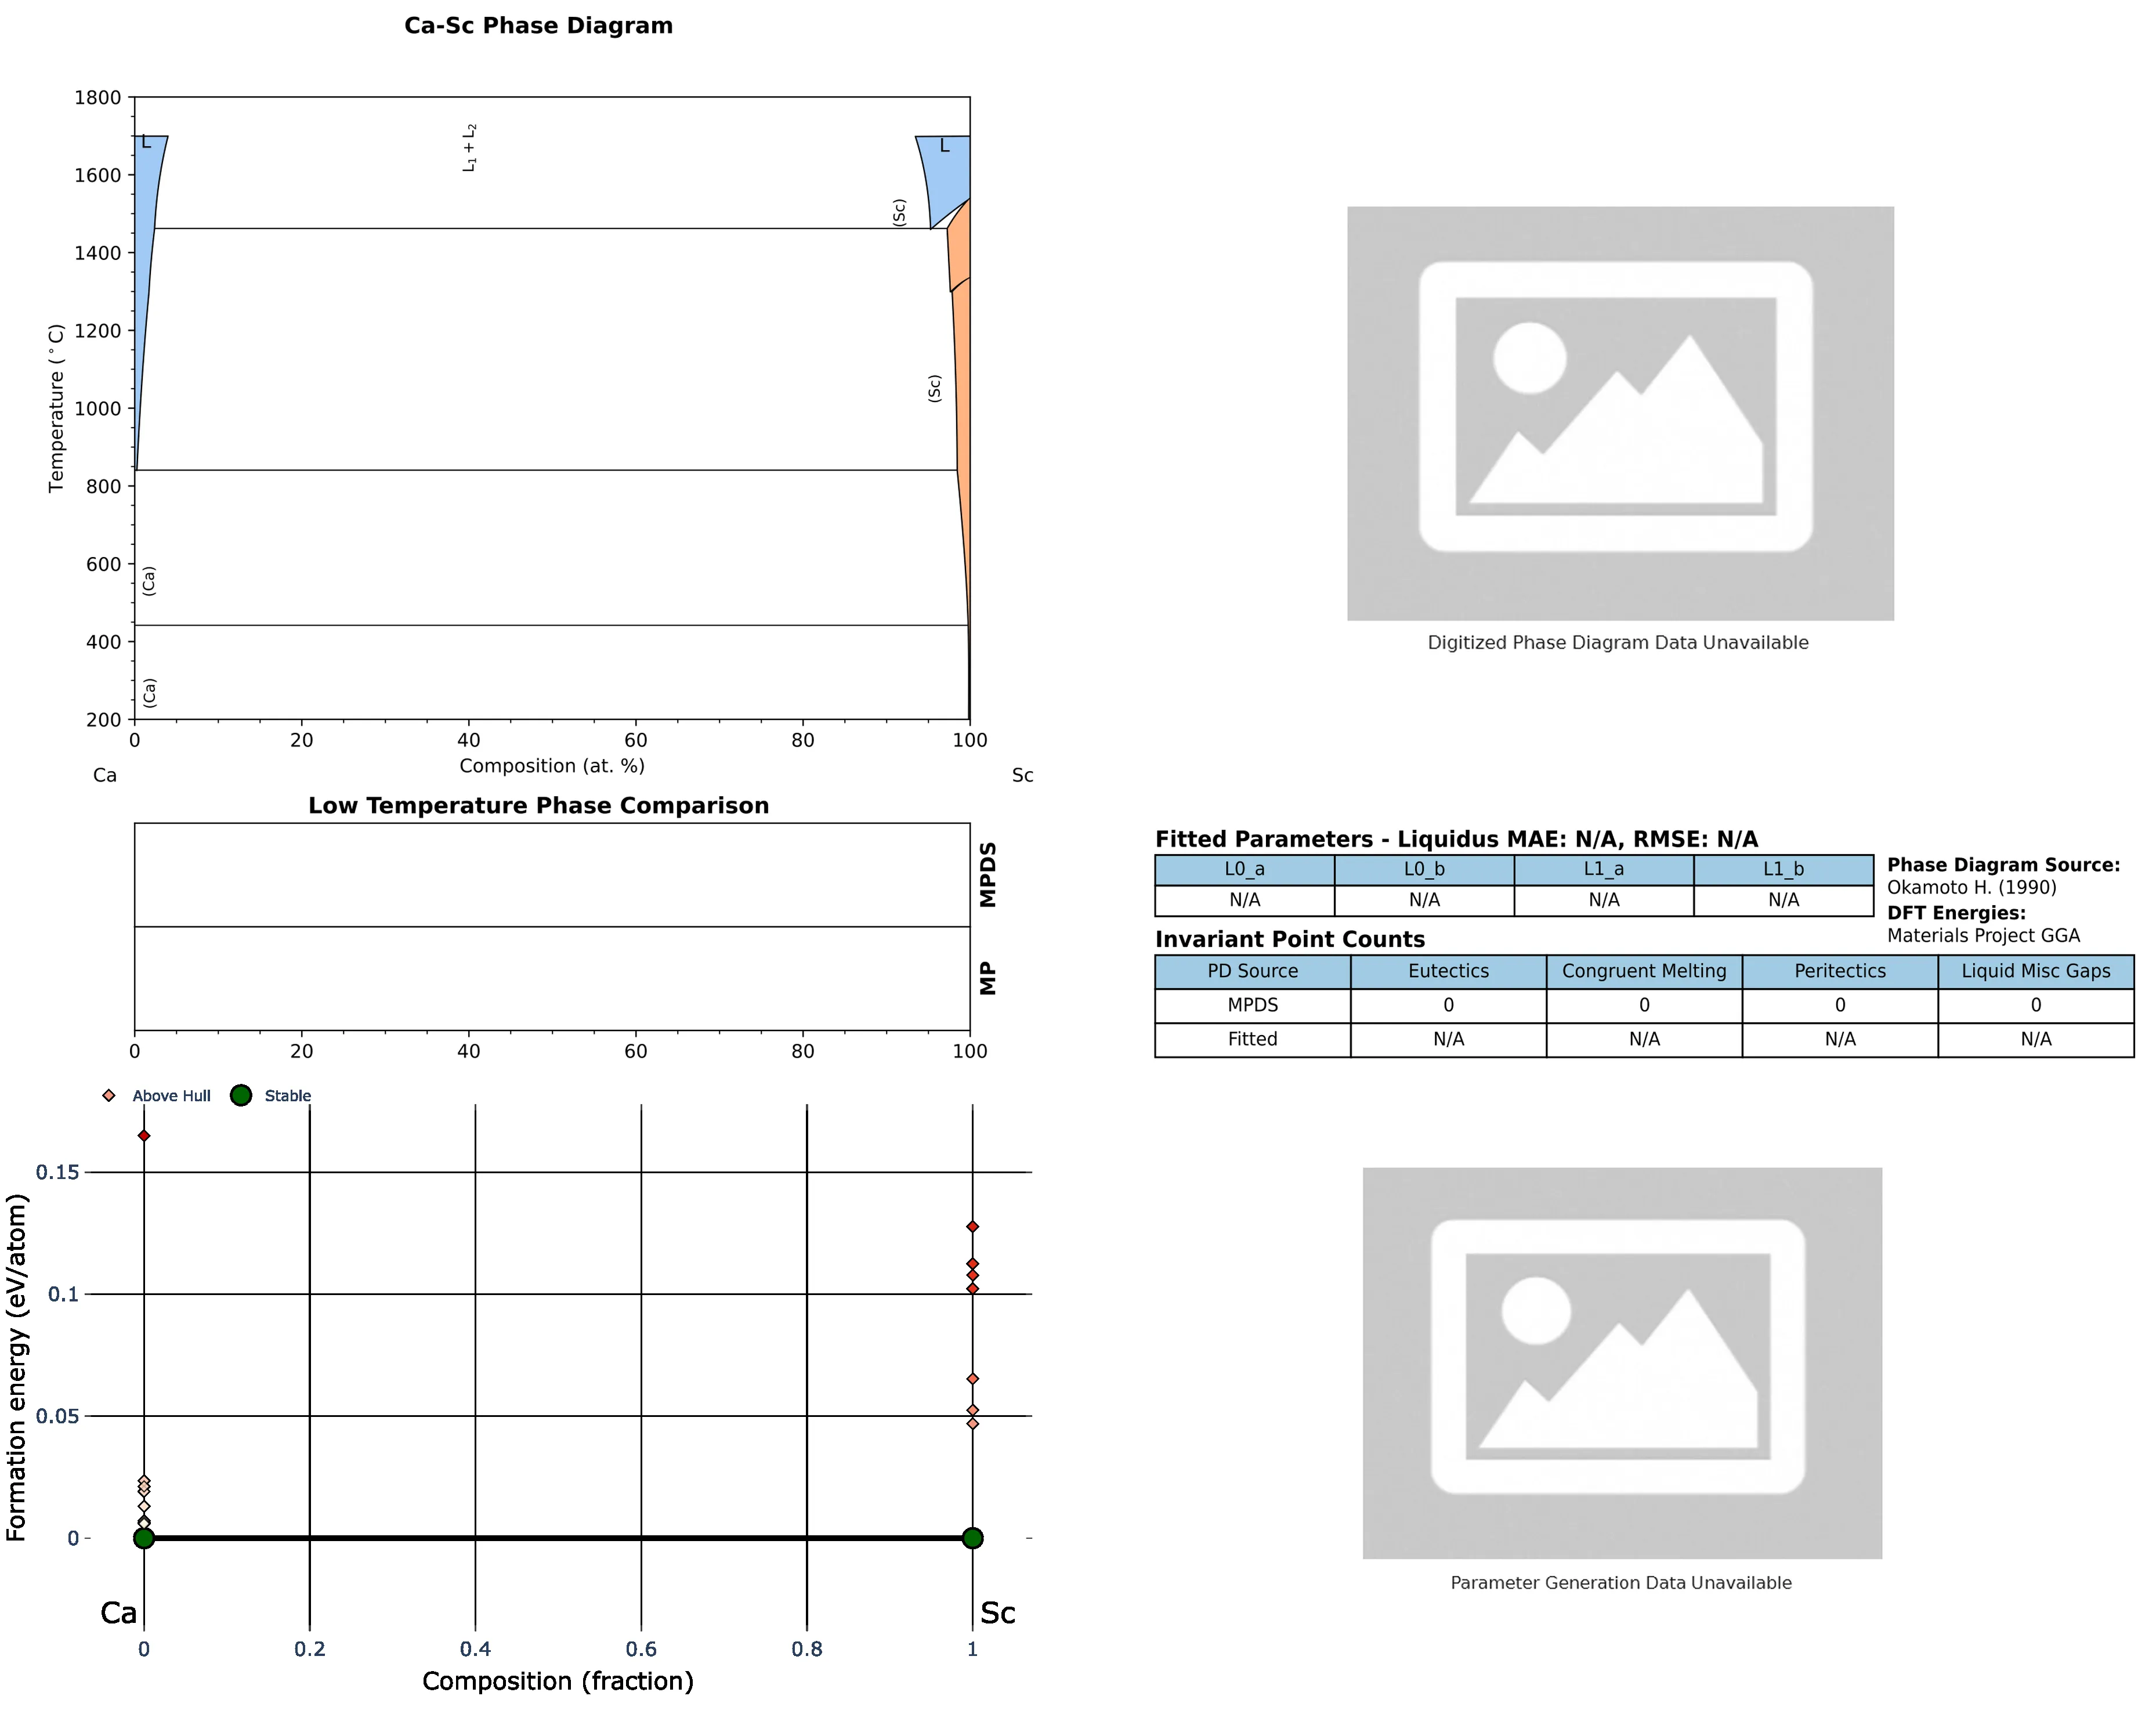 Ca-Sc Phase Diagram
1800
1600
1400
1200
1000
800
600
400
200
Temperature (°C)
L
L₁ + L₂
L
(Sc)
(Sc)
(Ca)
(Ca)
0 20 40 60 80 100
Composition (at. %)
Ca Sc
Digitized Phase Diagram Data Unavailable
Low Temperature Phase Comparison
MPDS
MP
0 20 40 60 80 100
Fitted Parameters - Liquidus MAE: N/A, RMSE: N/A
L0_a L0_b L1_a L1_b
N/A N/A N/A N/A
Phase Diagram Source:
Okamoto H. (1990)
DFT Energies:
Materials Project GGA
Invariant Point Counts
PD Source Eutectics Congruent Melting Peritectics Liquid Misc Gaps
MPDS 0 0 0 0
Fitted N/A N/A N/A N/A
Above Hull Stable
0.15
0.1
0.05
0
Formation energy (eV/atom)
Ca Sc
0 0.2 0.4 0.6 0.8 1
Composition (fraction)
Parameter Generation Data Unavailable